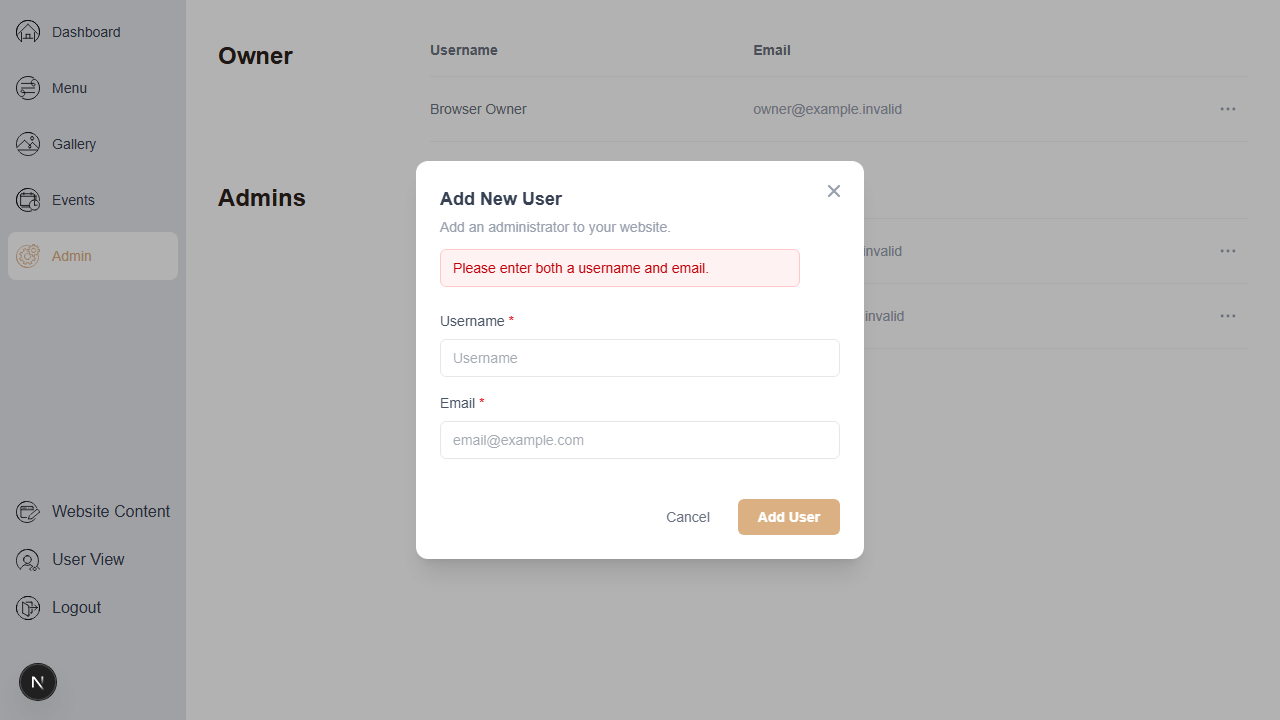 Dashboard
Menu
Gallery
Events
Admin
Website Content
User View
Logout
N
Owner
Username Email
Browser Owner owner@example.invalid
Admins
invalid
invalid
Add New User
Add an administrator to your website.
Please enter both a username and email.
Username *
Username
Email *
email@example.com
Cancel Add User